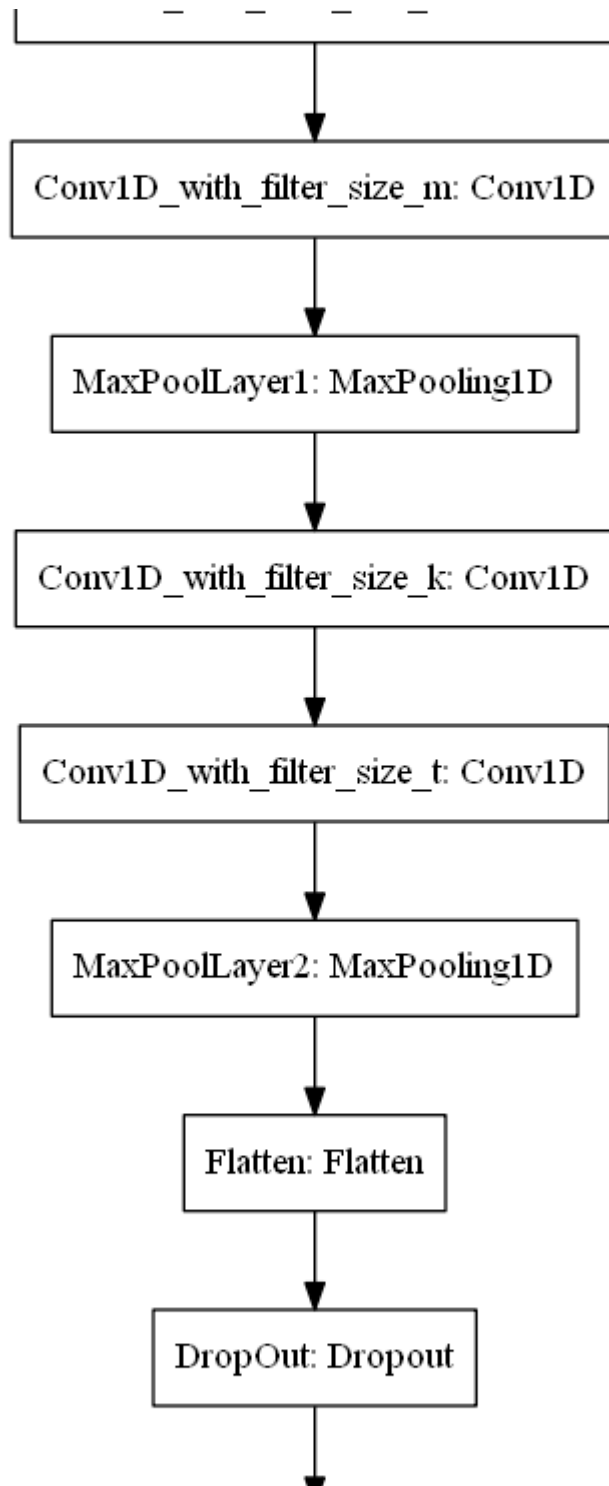 Conv1D_with_filter_size_m: Conv1D
MaxPoolLayer1: MaxPooling1D
Conv1D_with_filter_size_k: Conv1D
Conv1D_with_filter_size_t: Conv1D
MaxPoolLayer2: MaxPooling1D
Flatten: Flatten
DropOut: Dropout